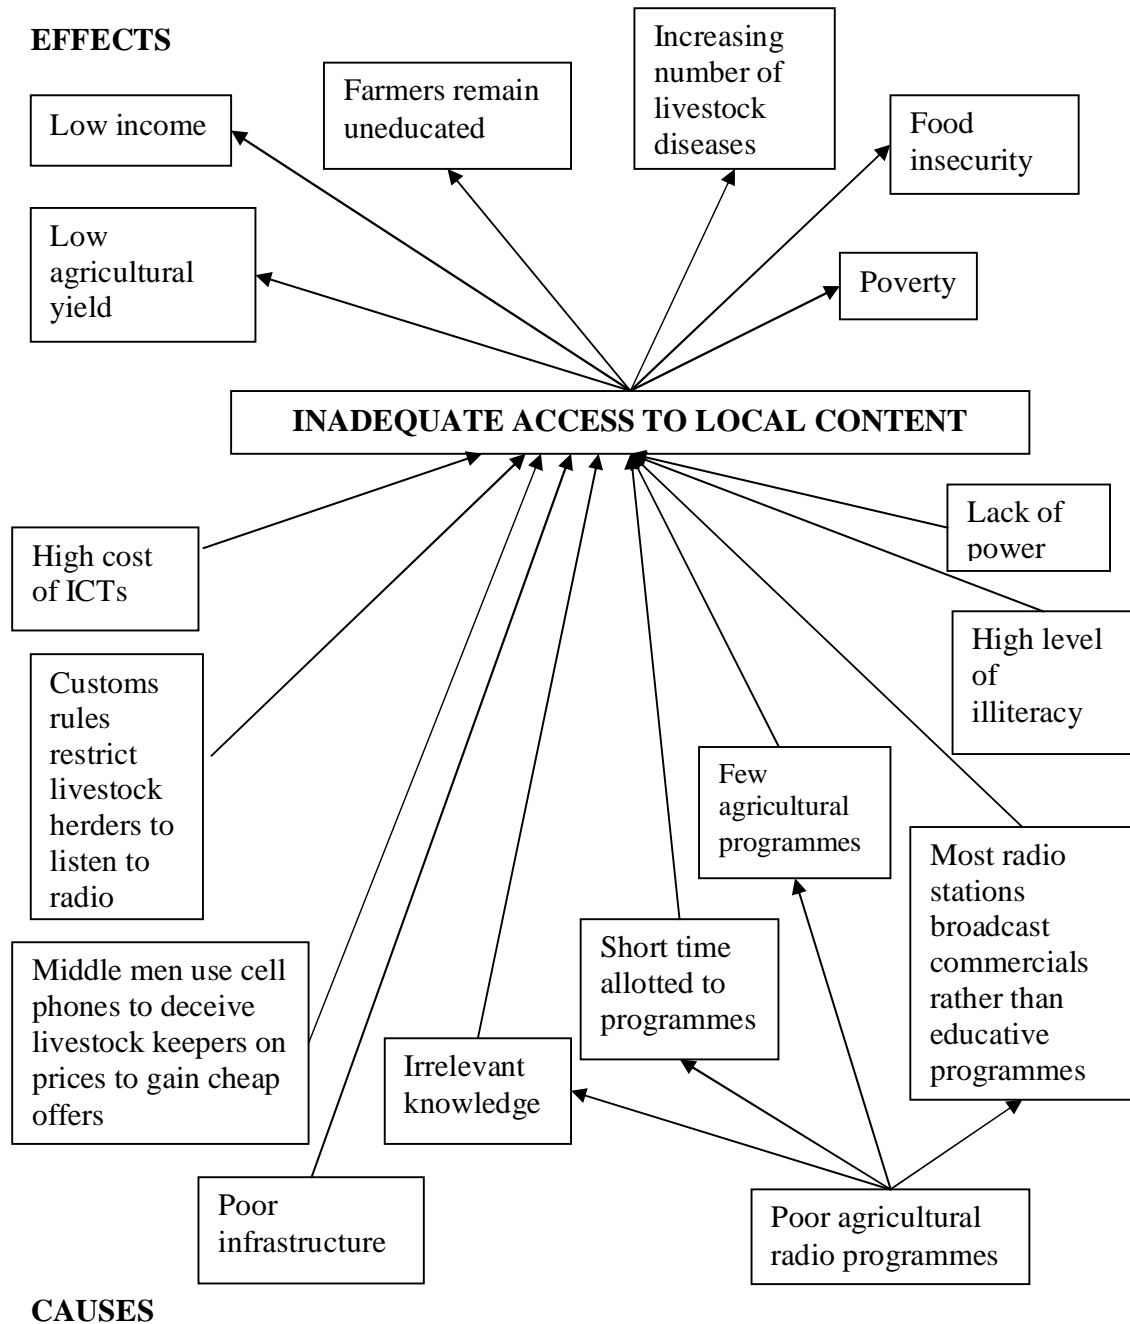 EFFECTS
Low income
Farmers remain
uneducated
Increasing
number of
livestock
diseases
Food
insecurity
Low
agricultural
yield
Poverty
INADEQUATE ACCESS TO LOCAL CONTENT
High cost
of ICTs
Lack of
power
Customs
rules
restrict
livestock
herders to
listen to
radio
High level
of
illiteracy
Few
agricultural
programmes
Most radio
stations
broadcast
commercials
rather than
educative
programmes
Middle men use cell
phones to deceive
livestock keepers on
prices to gain cheap
offers
Short time
allotted to
programmes
Irrelevant
knowledge
Poor
infrastructure
Poor agricultural
radio programmes
CAUSES